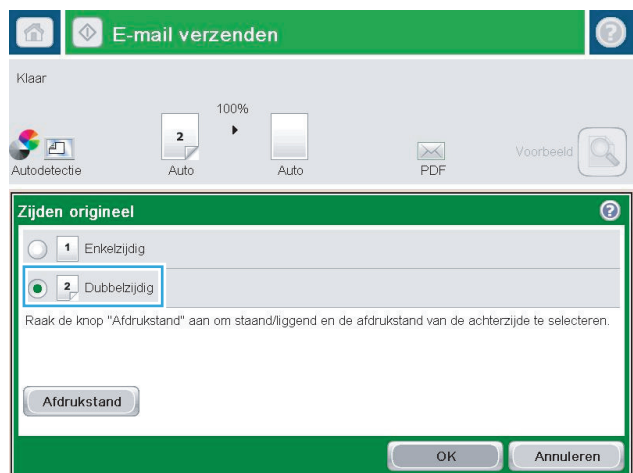 E-mail verzenden
Klaar
100%
2
Autodetectie
Auto
Auto
PDF
Voorbeeld
Zijden origineel
1 Enkelzijdig
2 Dubbelzijdig
Raak de knop "Afdrukstand" aan om staand/liggend en de afdrukstand van de achterzijde te selecteren.
Afdrukstand
OK
Annuleren